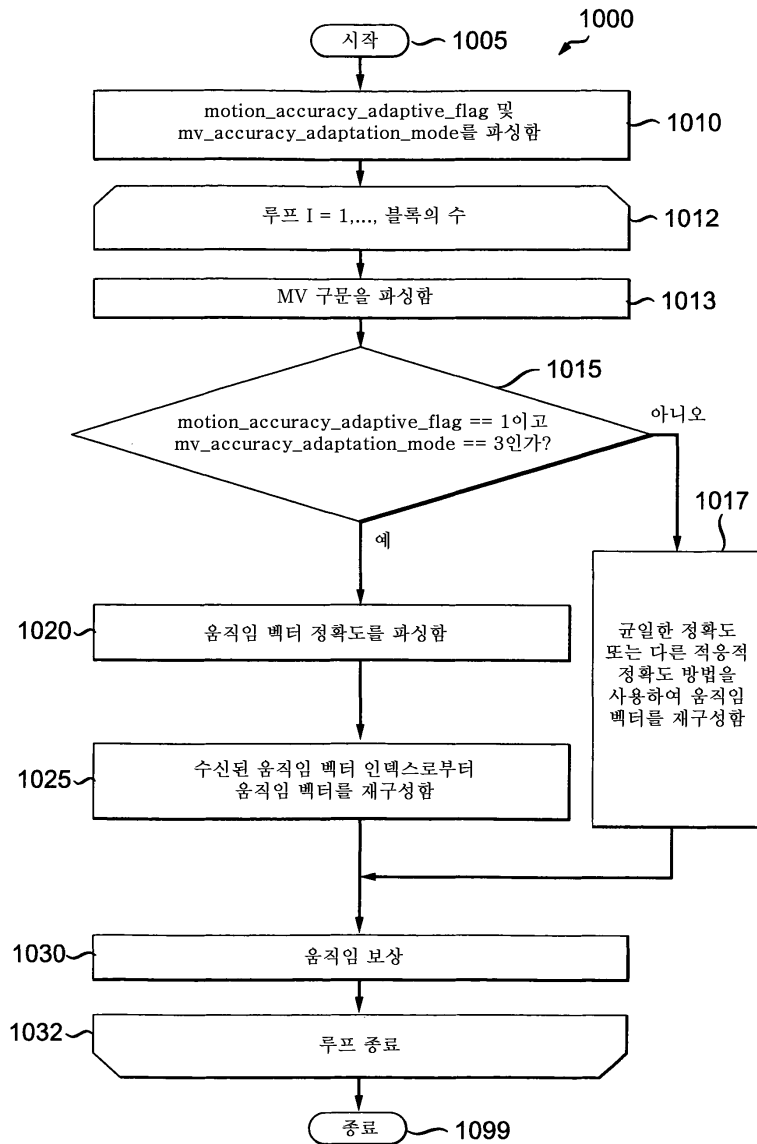 1000
시작
1005
motion_accuracy_adaptive_flag 및
mv_accuracy_adaptation_mode를 파싱함
1010
루프 I = 1,..., 블록의 수
1012
MV 구문을 파싱함
1013
1015
motion_accuracy_adaptive_flag == 1이고
mv_accuracy_adaptation_mode == 3인가?
아니오
예
1017
균일한 정확도
또는 다른 적응적
정확도 방법을
사용하여 움직임
벡터를 재구성함
1020
움직임 벡터 정확도를 파싱함
1025
수신된 움직임 벡터 인덱스로부터
움직임 벡터를 재구성함
1030
움직임 보상
1032
루프 종료
종료
1099